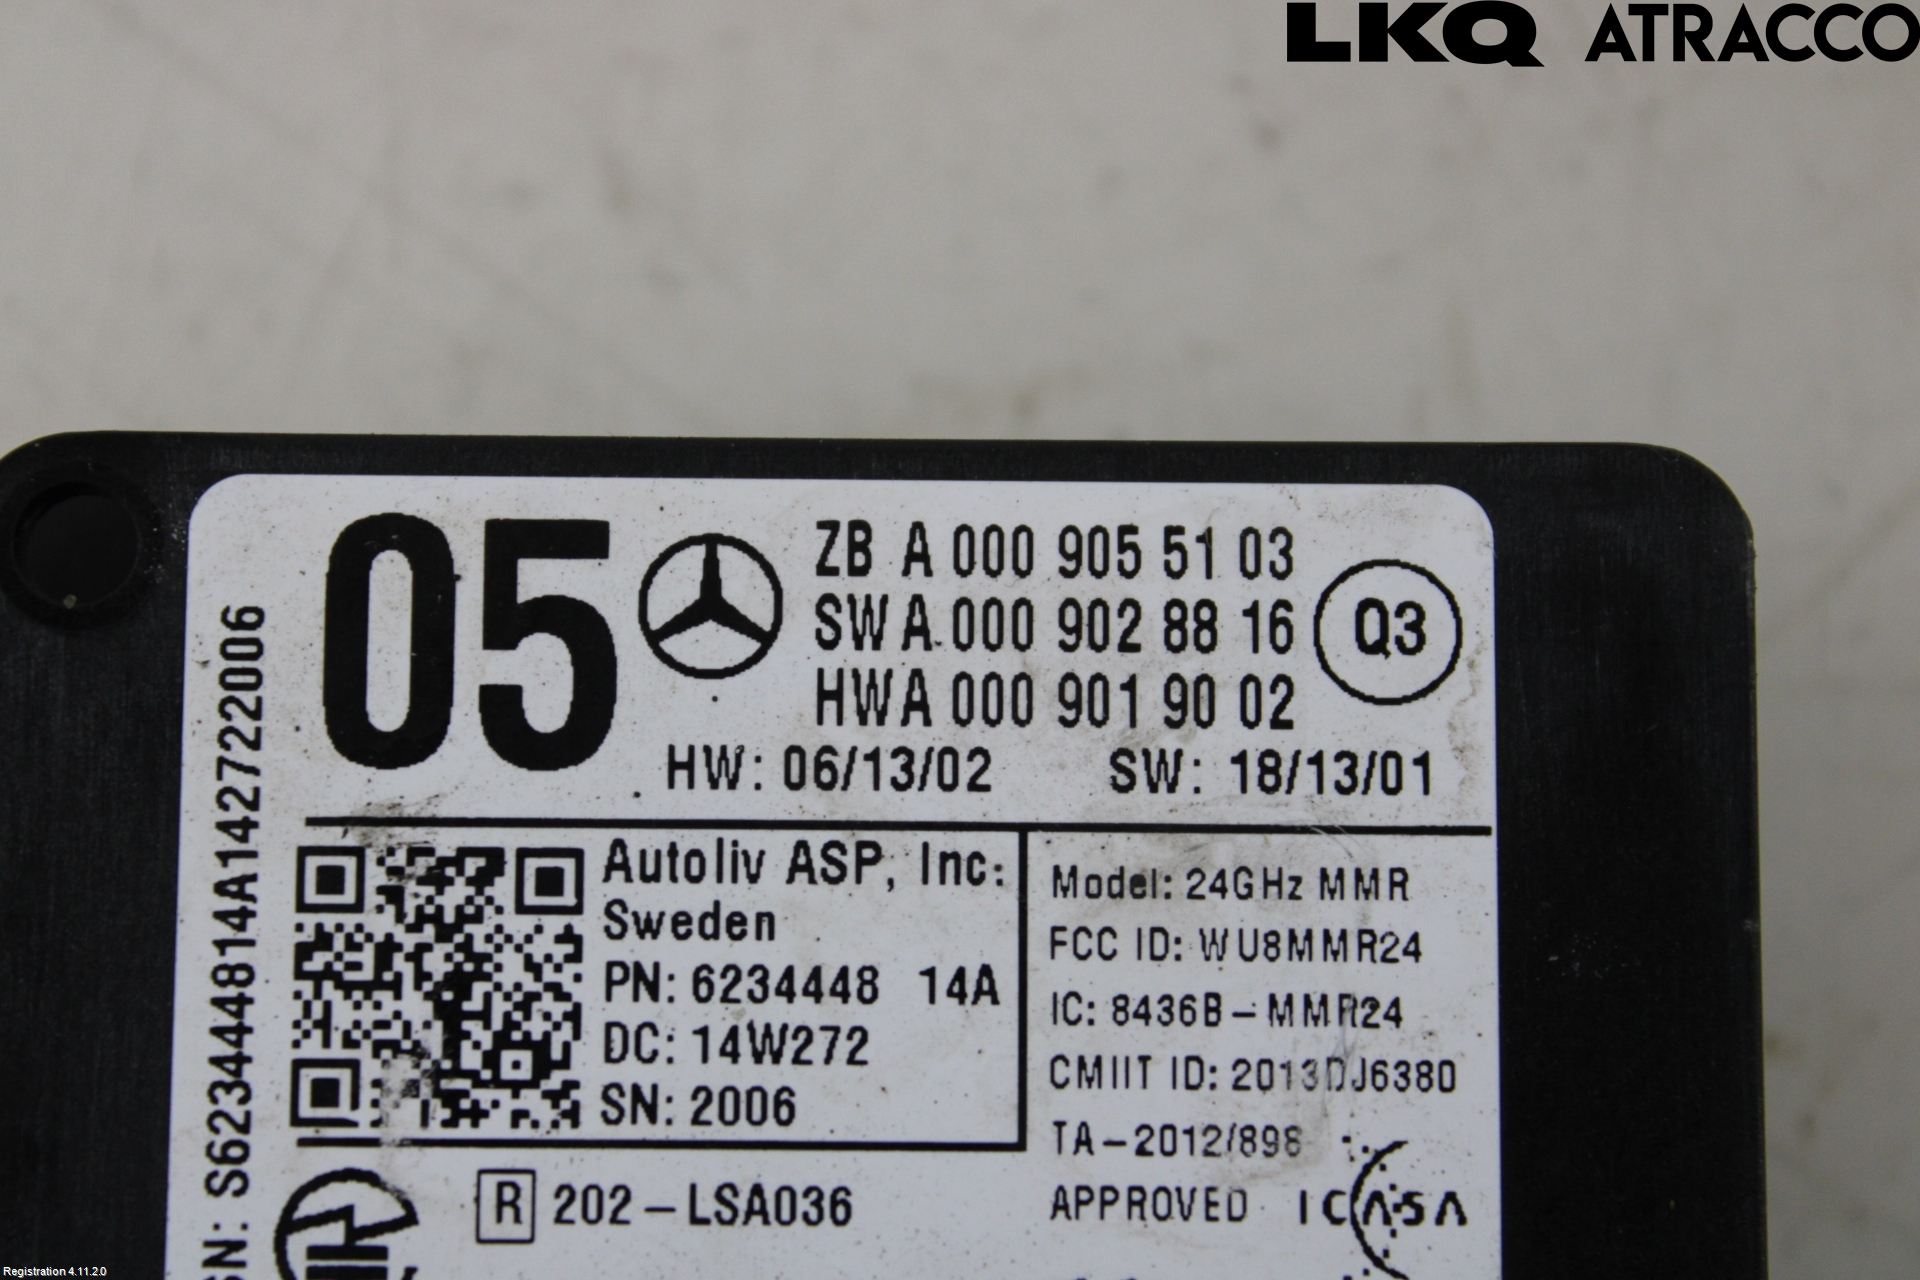 LKQ ATRACCO
05
ZB A 000 905 51 03
SW A 000 902 88 16
HWA 000 901 90 02
Q3
HW: 06/13/02 SW: 18/13/01
SN: S623444814A142722006
Autoliv ASP, Inc.
Sweden
PN: 6234448 14A
DC: 14W272
SN: 2006
Model: 24GHz MMR
FCC ID: WU8MMR24
IC: 8436B-MMR24
CMIIT ID: 2013DJ6380
TA-2012/898
APPROVED ICASA
R 202-LSA036
Registration 4.11.2.0